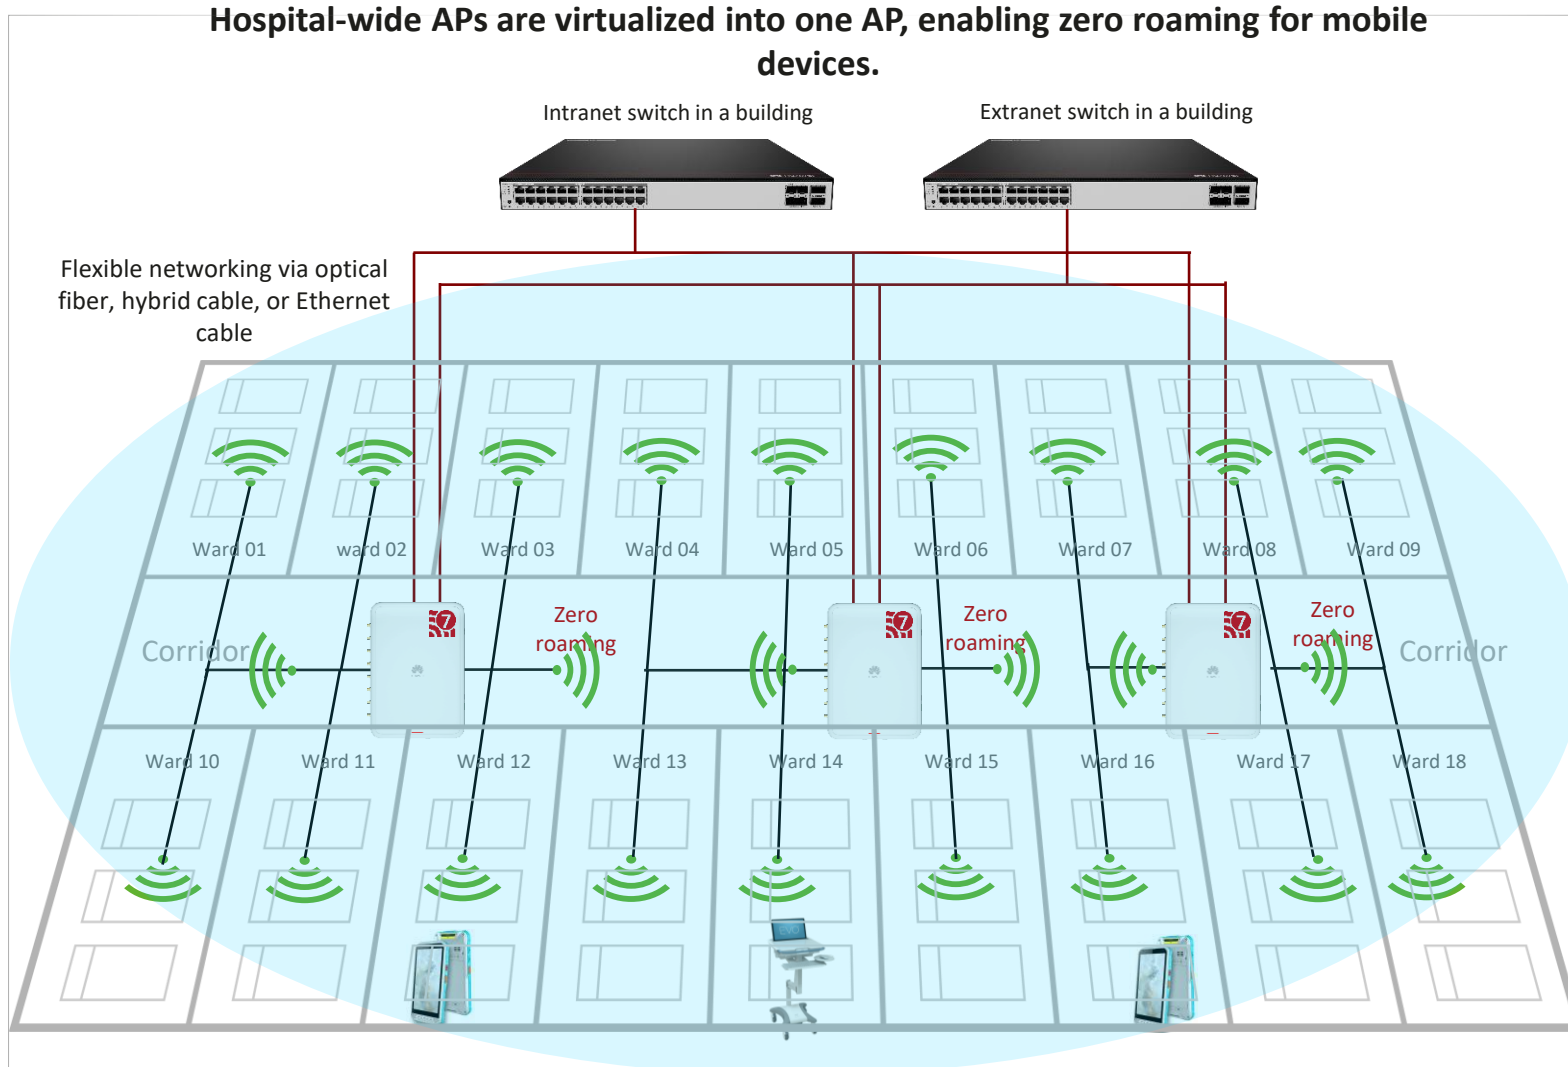 Hospital-wide APs are virtualized into one AP, enabling zero roaming for mobile
devices.
Intranet switch in a building
Extranet switch in a building
Flexible networking via optical
fiber, hybrid cable, or Ethernet
cable
Ward 01
ward 02
Ward 03
Ward 04
Ward 05
Ward 06
Ward 07
Ward 08
Ward 09
Corridor
7
Zero
roaming
7
Zero
roaming
7
Zero
roaming
Corridor
Ward 10
Ward 11
Ward 12
Ward 13
Ward 14
Ward 15
Ward 16
Ward 17
Ward 18